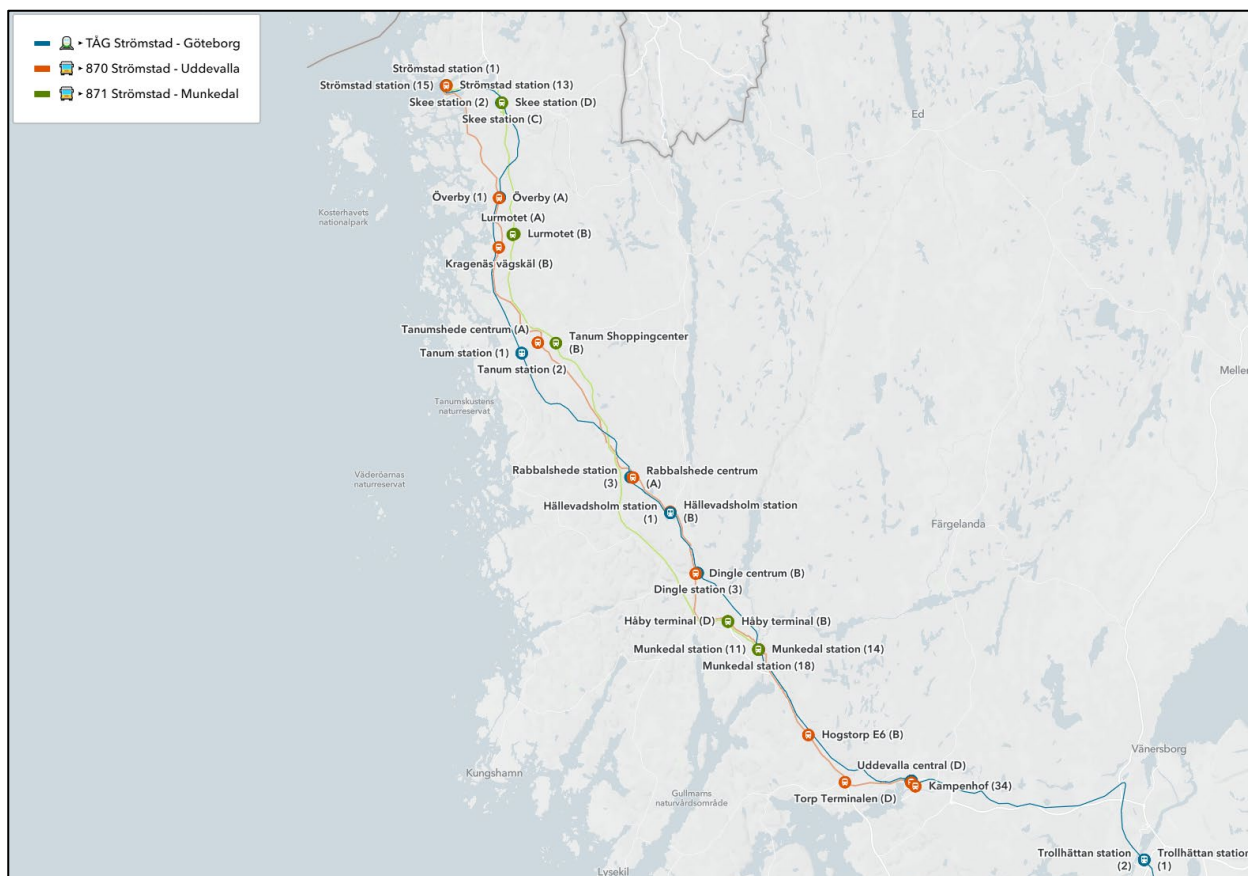 ▸ TÅG Strömstad - Göteborg
▸ 870 Strömstad - Uddevalla
▸ 871 Strömstad - Munkedal
Strömstad station (1)
Strömstad station (15)
Strömstad station (13)
Skee station (2)
Skee station (D)
Skee station (C)
Ed
Överby (1)
Överby (A)
Kosterhavets
nationalpark
Lurmotet (A)
Lurmotet (B)
Kragenäs vägskäl (B)
Tanumshede centrum (A)
Tanum Shoppingcenter
(B)
Tanum station (1)
Tanum station (2)
Meller
Tanumskustens
naturreservat
Väderöarnas
naturreservat
Rabbalshede station
(3)
Rabbalshede centrum
(A)
Hällevadsholm station
(1)
Hällevadsholm station
(B)
Färgelanda
Dingle centrum (B)
Dingle station (3)
Håby terminal (D)
Håby terminal (B)
Munkedal station (11)
Munkedal station (14)
Munkedal station (18)
Hogstorp E6 (B)
Vänersborg
Uddevalla central (D)
Kungshamn
Kampenhof (34)
Gullmarns
naturvårdsområde
Torp Terminalen (D)
Trollhättan station
(2)
Trollhättan station
(1)
Lysekil